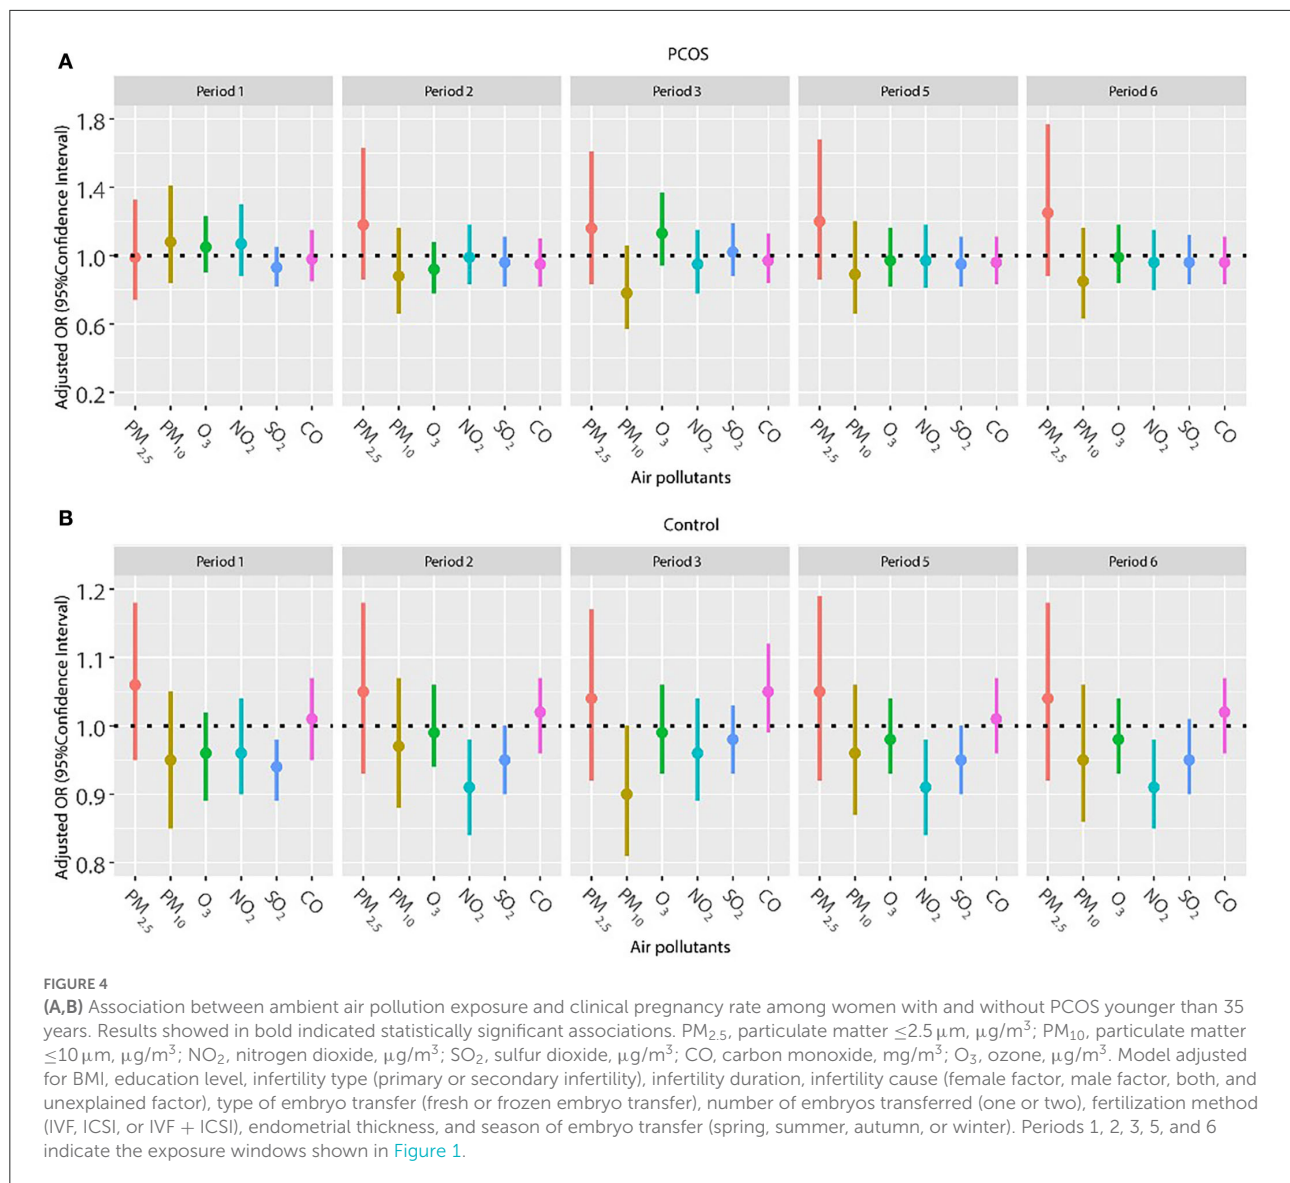 A
PCOS
Period 1 Period 2 Period 3 Period 5 Period 6
Adjusted OR (95%Confidence Interval)
1.8
1.4
1.0
0.6
0.2
PM2.5 PM10 O3 NO2 SO2 CO PM2.5 PM10 O3 NO2 SO2 CO PM2.5 PM10 O3 NO2 SO2 CO PM2.5 PM10 O3 NO2 SO2 CO PM2.5 PM10 O3 NO2 SO2 CO
Air pollutants
B
Control
Period 1 Period 2 Period 3 Period 5 Period 6
Adjusted OR (95%Confidence Interval)
1.2
1.1
1.0
0.9
0.8
PM2.5 PM10 O3 NO2 SO2 CO PM2.5 PM10 O3 NO2 SO2 CO PM2.5 PM10 O3 NO2 SO2 CO PM2.5 PM10 O3 NO2 SO2 CO PM2.5 PM10 O3 NO2 SO2 CO
Air pollutants
FIGURE 4
(A,B) Association between ambient air pollution exposure and clinical pregnancy rate among women with and without PCOS younger than 35
years. Results showed in bold indicated statistically significant associations. PM2.5, particulate matter ≤2.5 μm, μg/m3; PM10, particulate matter
≤10 μm, μg/m3; NO2, nitrogen dioxide, μg/m3; SO2, sulfur dioxide, μg/m3; CO, carbon monoxide, mg/m3; O3, ozone, μg/m3. Model adjusted
for BMI, education level, infertility type (primary or secondary infertility), infertility duration, infertility cause (female factor, male factor, both, and
unexplained factor), type of embryo transfer (fresh or frozen embryo transfer), number of embryos transferred (one or two), fertilization method
(IVF, ICSI, or IVF + ICSI), endometrial thickness, and season of embryo transfer (spring, summer, autumn, or winter). Periods 1, 2, 3, 5, and 6
indicate the exposure windows shown in Figure 1.